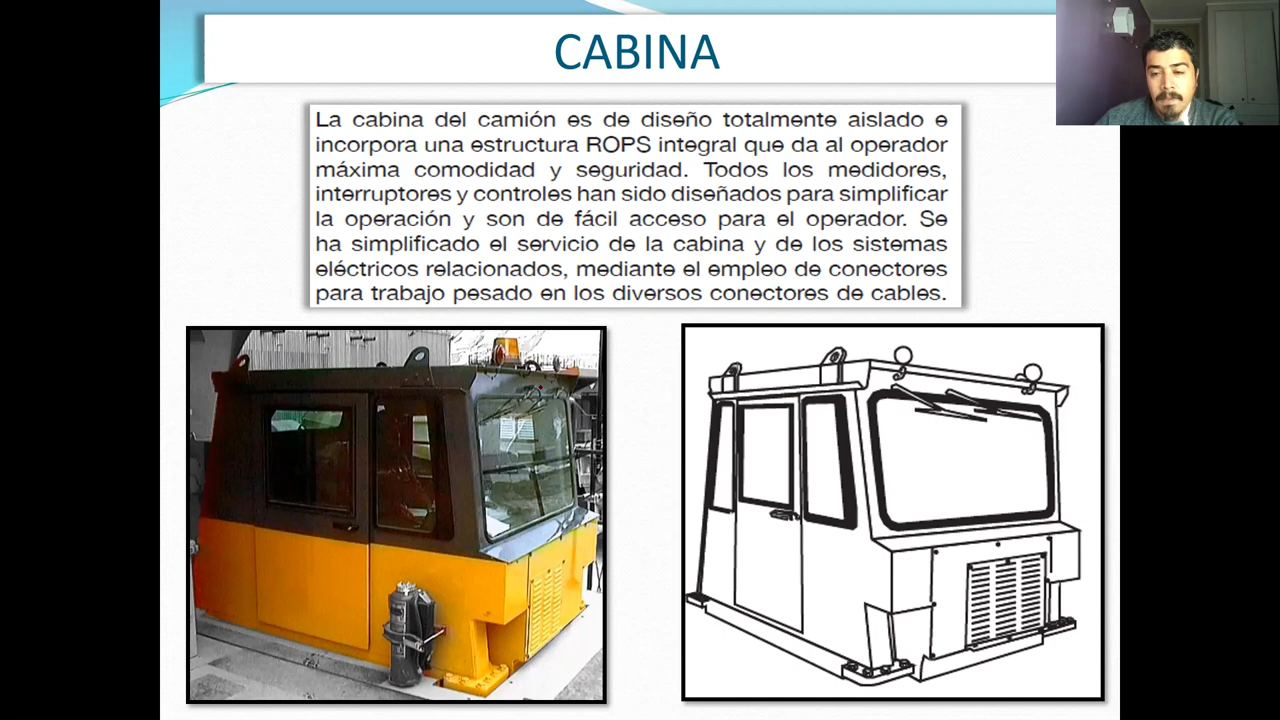 CABINA
La cabina del camión es de diseño totalmente aislado e
incorpora una estructura ROPS integral que da al operador
máxima comodidad y seguridad. Todos los medidores,
interruptores y controles han sido diseñados para simplificar
la operación y son de fácil acceso para el operador. Se
ha simplificado el servicio de la cabina y de los sistemas
eléctricos relacionados, mediante el empleo de conectores
para trabajo pesado en los diversos conectores de cables.